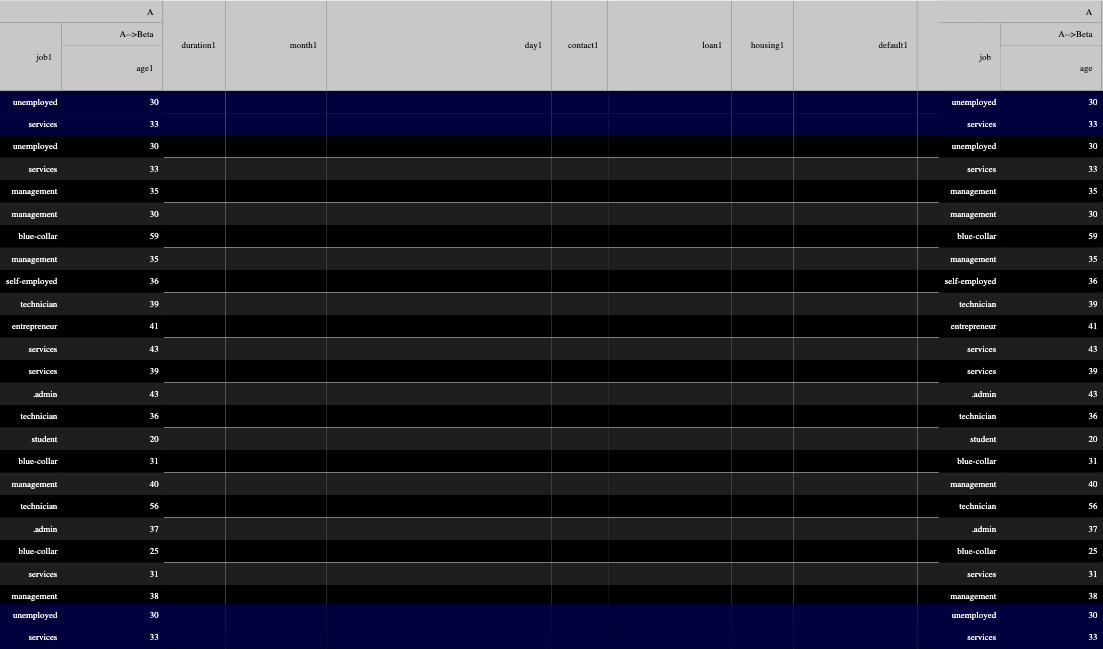 A A
A-->Beta A-->Beta
job1 age1 duration1 month1 day1 contact1 loan1 housing1 default1 job age
unemployed 30 unemployed 30
services 33 services 33
unemployed 30 unemployed 30
services 33 services 33
management 35 management 35
management 30 management 30
blue-collar 59 blue-collar 59
management 35 management 35
self-employed 36 self-employed 36
technician 39 technician 39
entrepreneur 41 entrepreneur 41
services 43 services 43
services 39 services 39
.admin 43 .admin 43
technician 36 technician 36
student 20 student 20
blue-collar 31 blue-collar 31
management 40 management 40
technician 56 technician 56
.admin 37 .admin 37
blue-collar 25 blue-collar 25
services 31 services 31
management 38 management 38
unemployed 30 unemployed 30
services 33 services 33